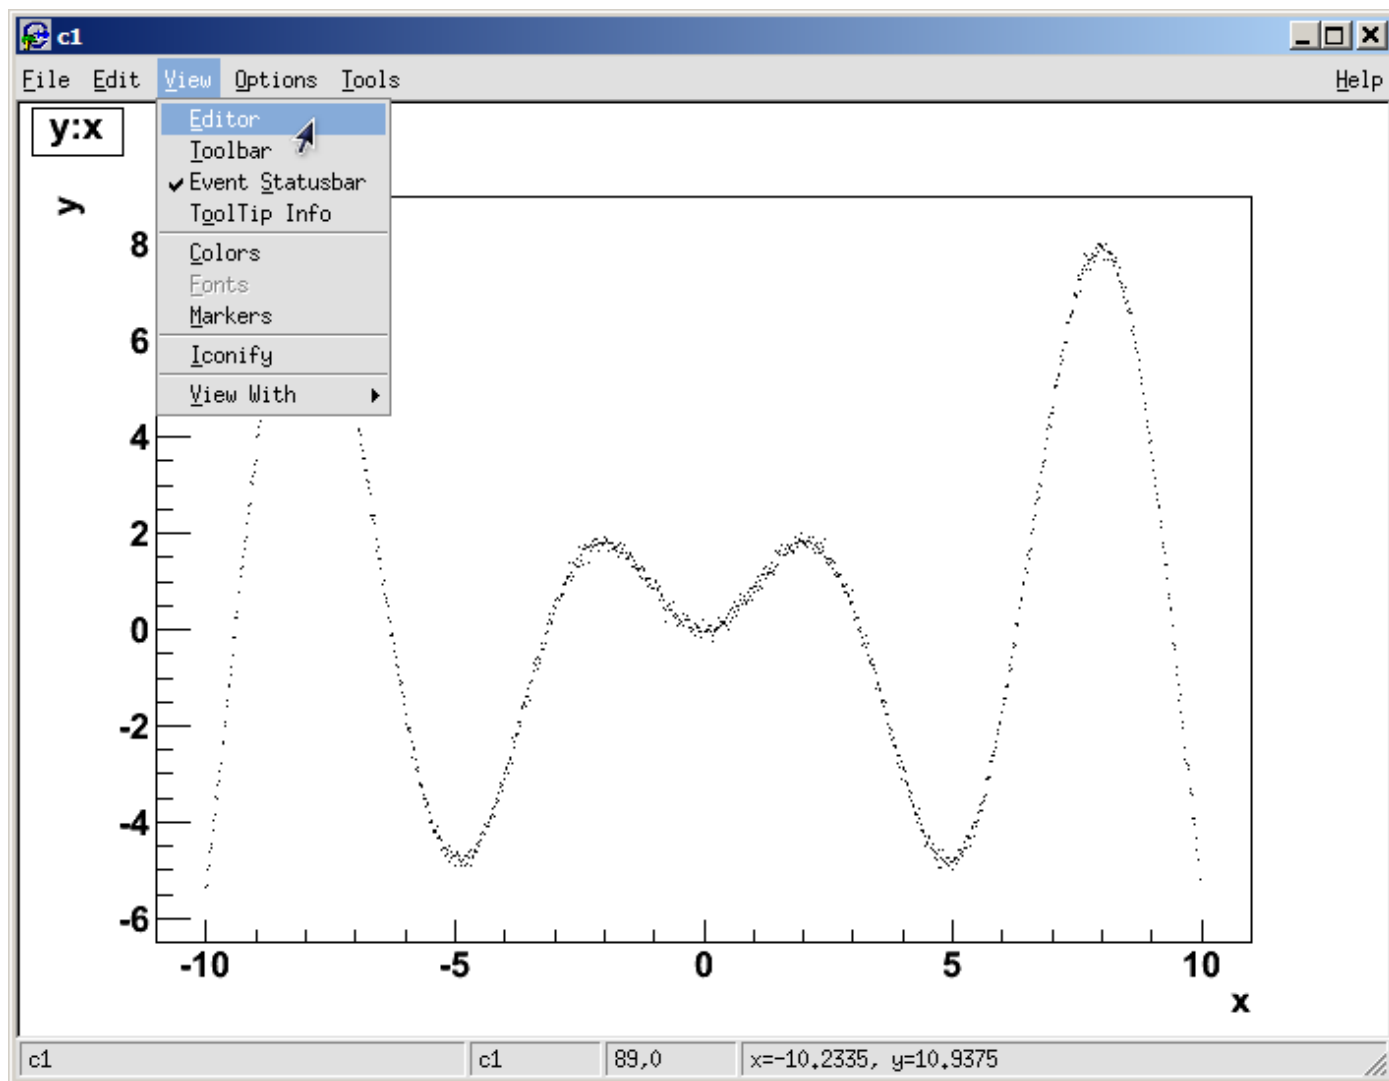 c1
File Edit View Options Tools Help
y:x
Editor
Toolbar
Event Statusbar
ToolTip Info
Colors
Fonts
Markers
Iconify
View With
y
8
6
4
2
0
-2
-4
-6
-10 -5 0 5 10
x
c1 c1 89,0 x=-10.2335, y=10.9375